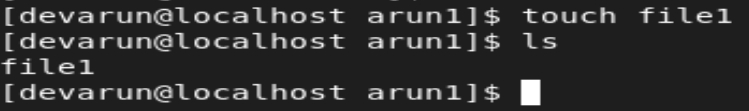 [devarun@localhost arun1]$ touch file1
[devarun@localhost arun1]$ ls
file1
[devarun@localhost arun1]$